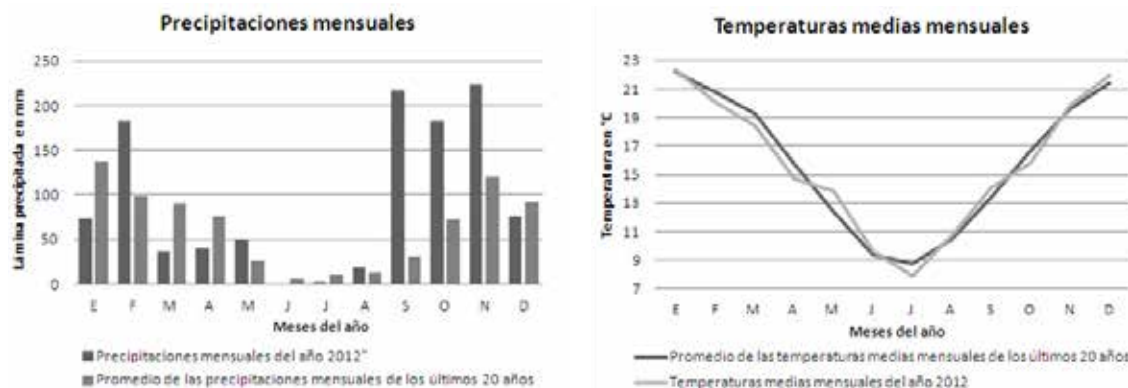 Precipitaciones mensuales
Lámina precipitada en mm
250
200
150
100
50
0
E F M A M J J A S O N D
Meses del año
Precipitaciones mensuales del año 2012"
Promedio de las precipitaciones mensuales de los últimos 20 años
Temperaturas medias mensuales
Temperatura en °C
23
21
19
17
15
13
11
9
7
E F M A M J J A S O N D
Meses del año
Promedio de las temperaturas medias mensuales de los últimos 20 años
Temperaturas medias mensuales del año 2012